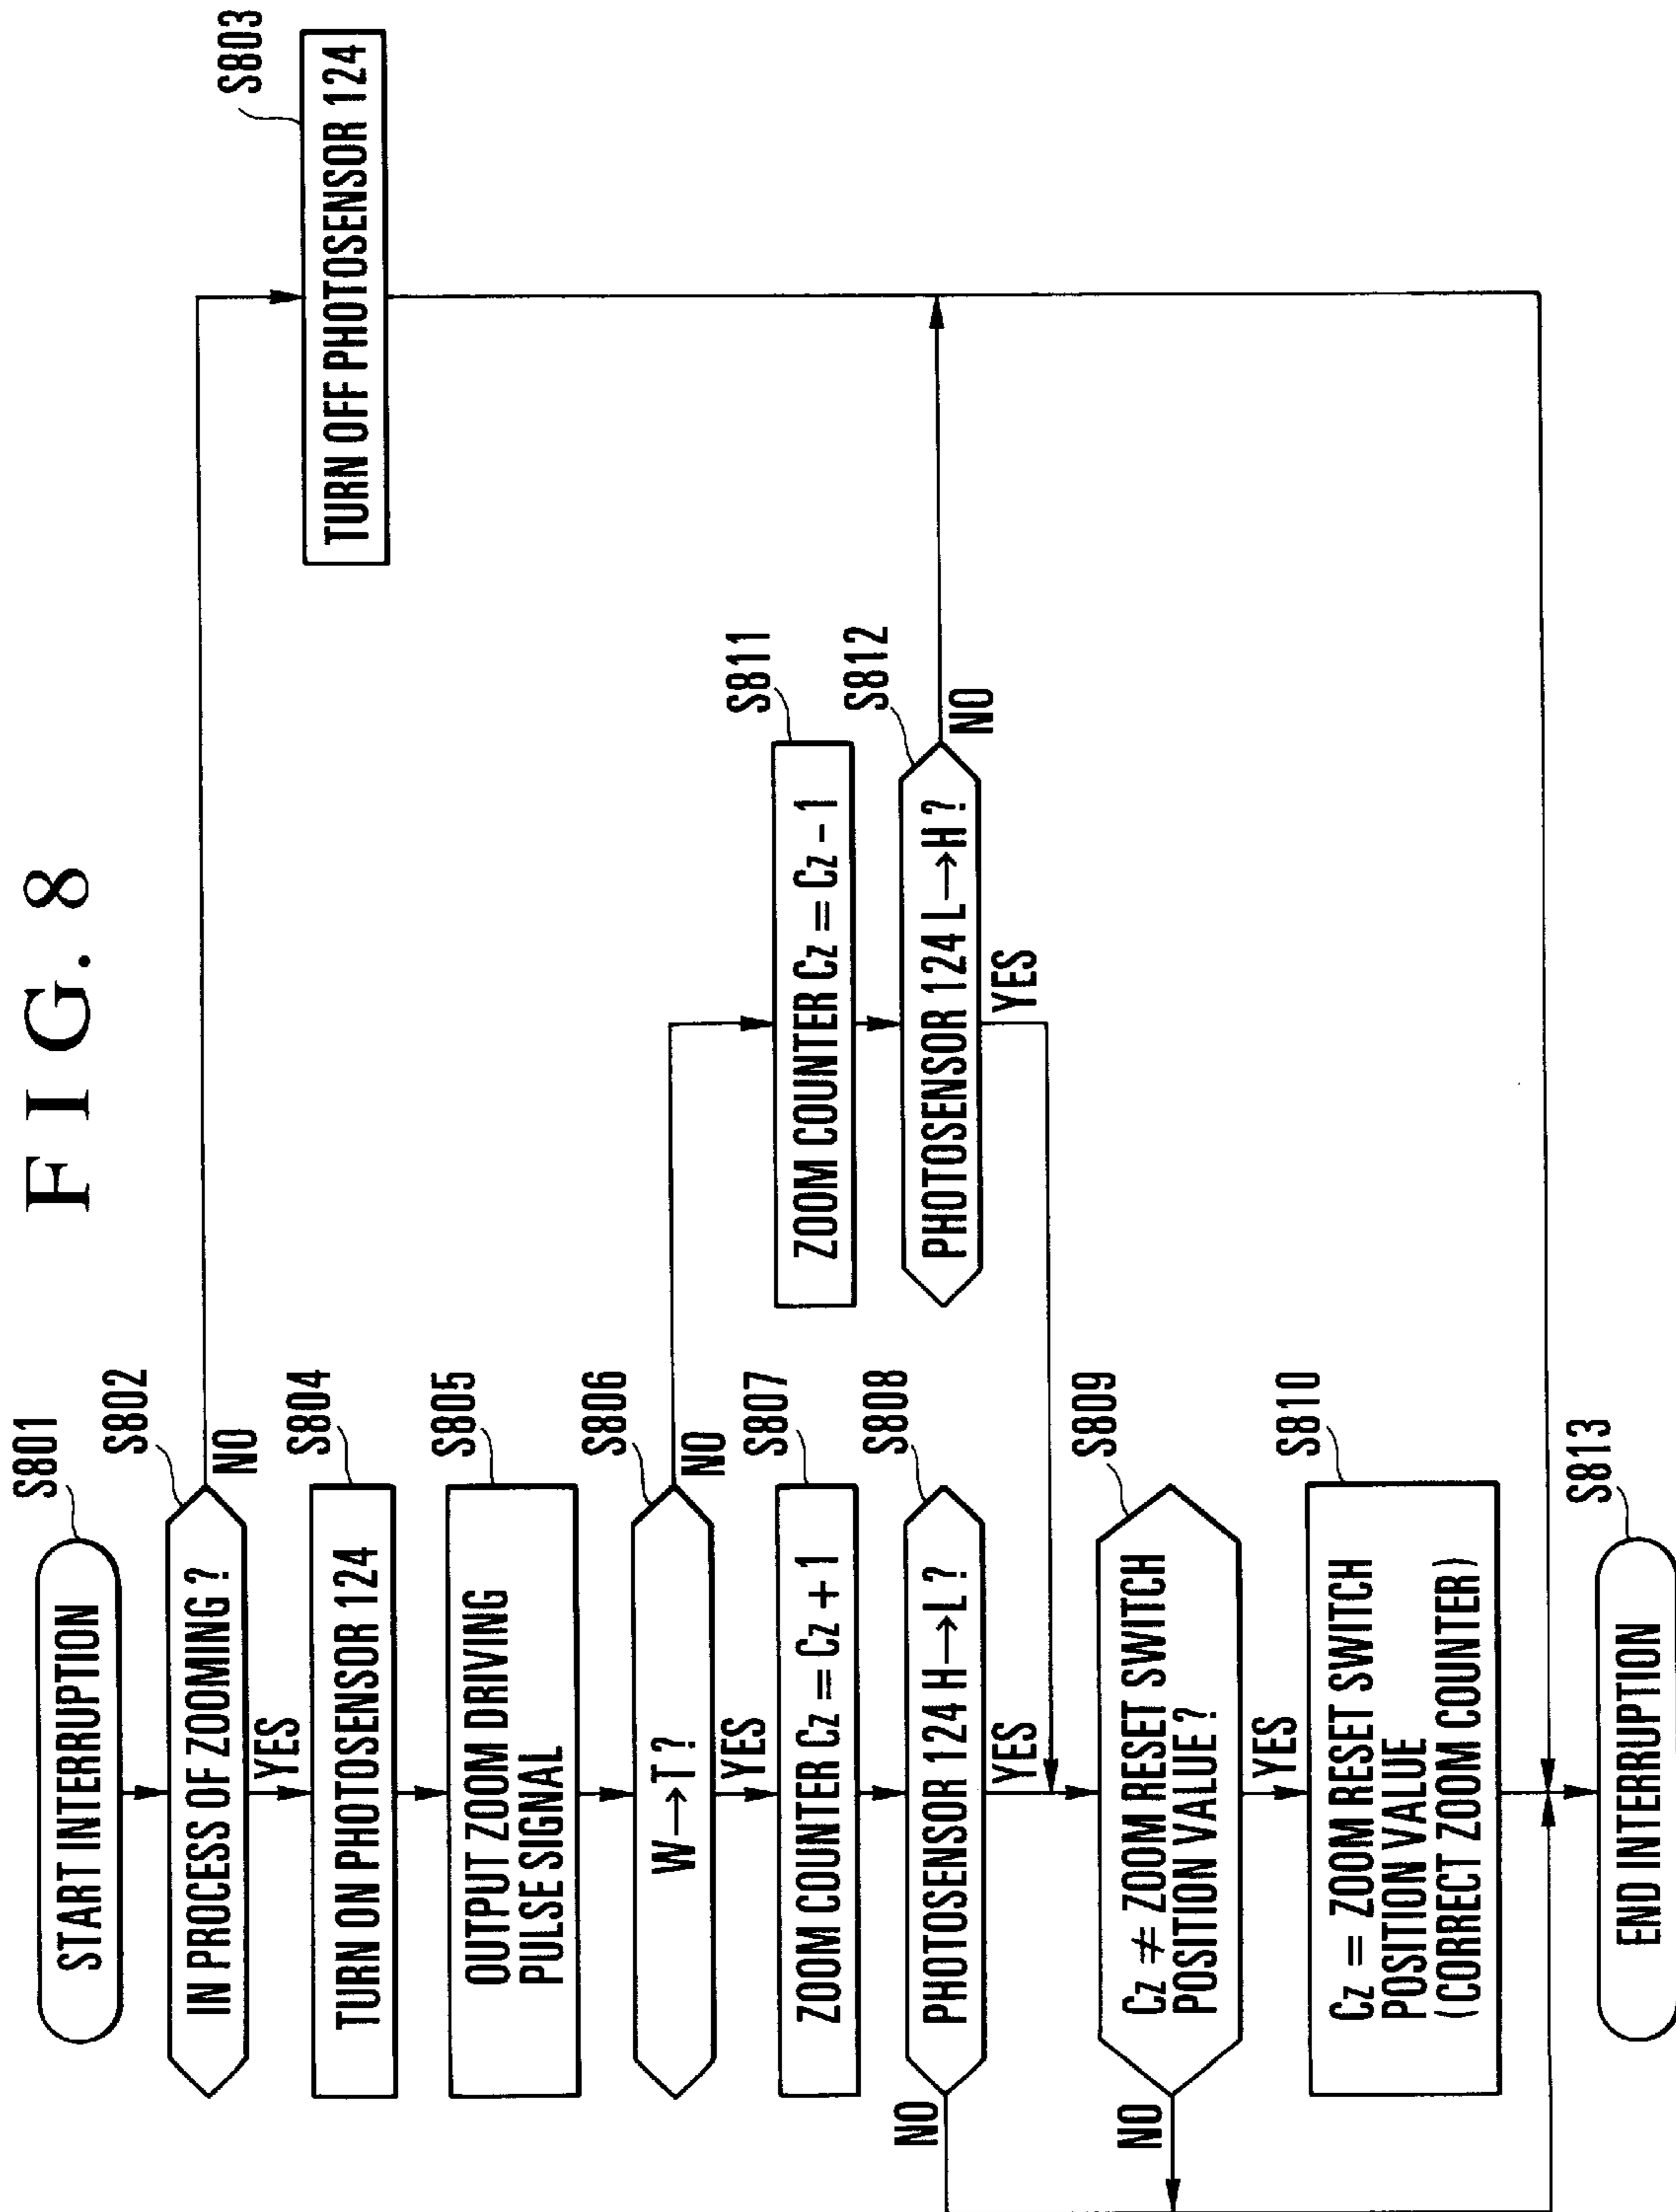 FIG. 8
START INTERRUPTION
S801
IN PROCESS OF ZOOMING ?
S802
NO
YES
TURN OFF PHOTOSENSOR 124
S803
TURN ON PHOTOSENSOR 124
S804
OUTPUT ZOOM DRIVING
PULSE SIGNAL
S805
W→T ?
S806
NO
YES
ZOOM COUNTER Cz = Cz + 1
S807
ZOOM COUNTER Cz = Cz - 1
S811
PHOTOSENSOR 124 H→L ?
S808
NO
YES
PHOTOSENSOR 124 L→H ?
S812
NO
YES
Cz ≠ ZOOM RESET SWITCH
POSITION VALUE ?
S809
NO
YES
Cz = ZOOM RESET SWITCH
POSITION VALUE
(CORRECT ZOOM COUNTER)
S810
END INTERRUPTION
S813